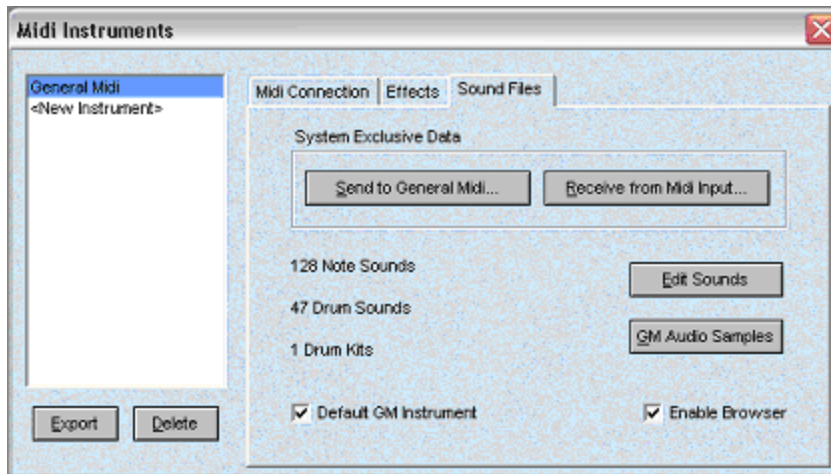 Midi Instruments
General Midi
<New Instrument>
Midi Connection Effects Sound Files
System Exclusive Data
Send to General Midi... Receive from Midi Input...
128 Note Sounds
Edit Sounds
47 Drum Sounds
GM Audio Samples
1 Drum Kits
Default GM Instrument Enable Browser
Export Delete